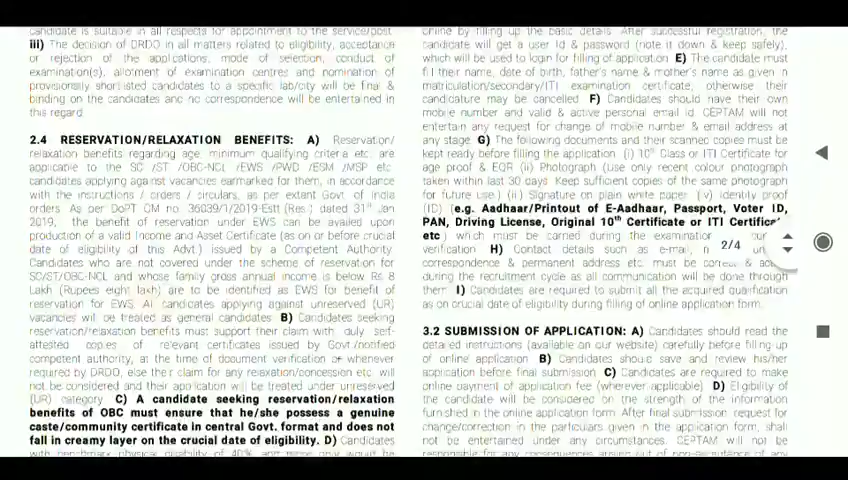 candidate is suitable in all respects for appointment to the service/post.
iii) The decision of DRDO in all matters related to eligibility, acceptance
or rejection of the applications, mode of selection, conduct of
examination(s), allotment of examination centres and nomination of
provisionally shortlisted candidates to a specific lab/city will be final &
binding on the candidates and no correspondence will be entertained in
this regard.
2.4 RESERVATION/RELAXATION BENEFITS: A) Reservation/
relaxation benefits regarding age, minimum qualifying criteria etc. are
applicable to the SC /ST /OBC-NCL /EWS /PWD /ESM /MSP etc.
candidates applying against vacancies earmarked for them, in accordance
with the instructions / orders / circulars, as per extant Govt. of India
orders. As per DoPT OM no. 36039/1/2019-Estt (Res.) dated 31st Jan
2019, the benefit of reservation under EWS can be availed upon
production of a valid Income and Asset Certificate (as on or before crucial
date of eligibility of this Advt.) issued by a Competent Authority.
Candidates who are not covered under the scheme of reservation for
SC/ST/OBC-NCL and whose family gross annual income is below Rs 8
Lakh (Rupees eight lakh) are to be identified as EWS for benefit of
reservation for EWS. All candidates applying against unreserved (UR)
vacancies will be treated as general candidates. B) Candidates seeking
reservation/relaxation benefits must support their claim with duly self-
attested copies of relevant certificates issued by Govt./notified
competent authority, at the time of document verification or whenever
required by DRDO, else their claim for any relaxation/concession etc. will
not be considered and their application will be treated under unreserved
(UR) category. C) A candidate seeking reservation/relaxation
benefits of OBC must ensure that he/she possess a genuine
caste/community certificate in central Govt. format and does not
fall in creamy layer on the crucial date of eligibility. D) Candidates
with benchmark physical disability of 40% and more only would be
online by filling up the basic details. After successful registration, the
candidate will get a user Id & password (note it down & keep safely),
which will be used to login for filling of application. E) The candidate must
fill their name, date of birth, father's name & mother's name as given in
matriculation/secondary/ITI examination certificate, otherwise their
candidature may be cancelled. F) Candidates should have their own
mobile number and valid & active personal email id. CEPTAM will not
entertain any request for change of mobile number & email address at
any stage. G) The following documents and their scanned copies must be
kept ready before filling the application. (i) 10th Class or ITI Certificate for
age proof & EQR (ii) Photograph (use only recent colour photograph
taken within last 30 days. Keep sufficient copies of the same photograph
for future use.) (iii) Signature on plain white paper. (iv) Identity proof
(ID) (e.g. Aadhaar/Printout of E-Aadhaar, Passport, Voter ID,
PAN, Driving License, Original 10th Certificate or ITI Certific
etc. which must be carried during the examination
verification. H) Contact details such as e-mail,
correspondence & permanent address etc. must be correct &
during the recruitment cycle as all communication will be done through
them. I) Candidates are required to submit all the acquired qualification
as on crucial date of eligibility during filling of online application form.
2/4
3.2 SUBMISSION OF APPLICATION: A) Candidates should read the
detailed instructions (available on our website) carefully before filling-up
of online application. B) Candidates should save and review his/her
application before final submission. C) Candidates are required to make
online payment of application fee (wherever applicable). D) Eligibility of
the candidate will be considered on the strength of the information
furnished in the online application form. After final submission request for
change/correction in the particulars given in the application form, shall
not be entertained under any circumstances. CEPTAM will not be
responsible for any consequences arising out of non-acceptance of any